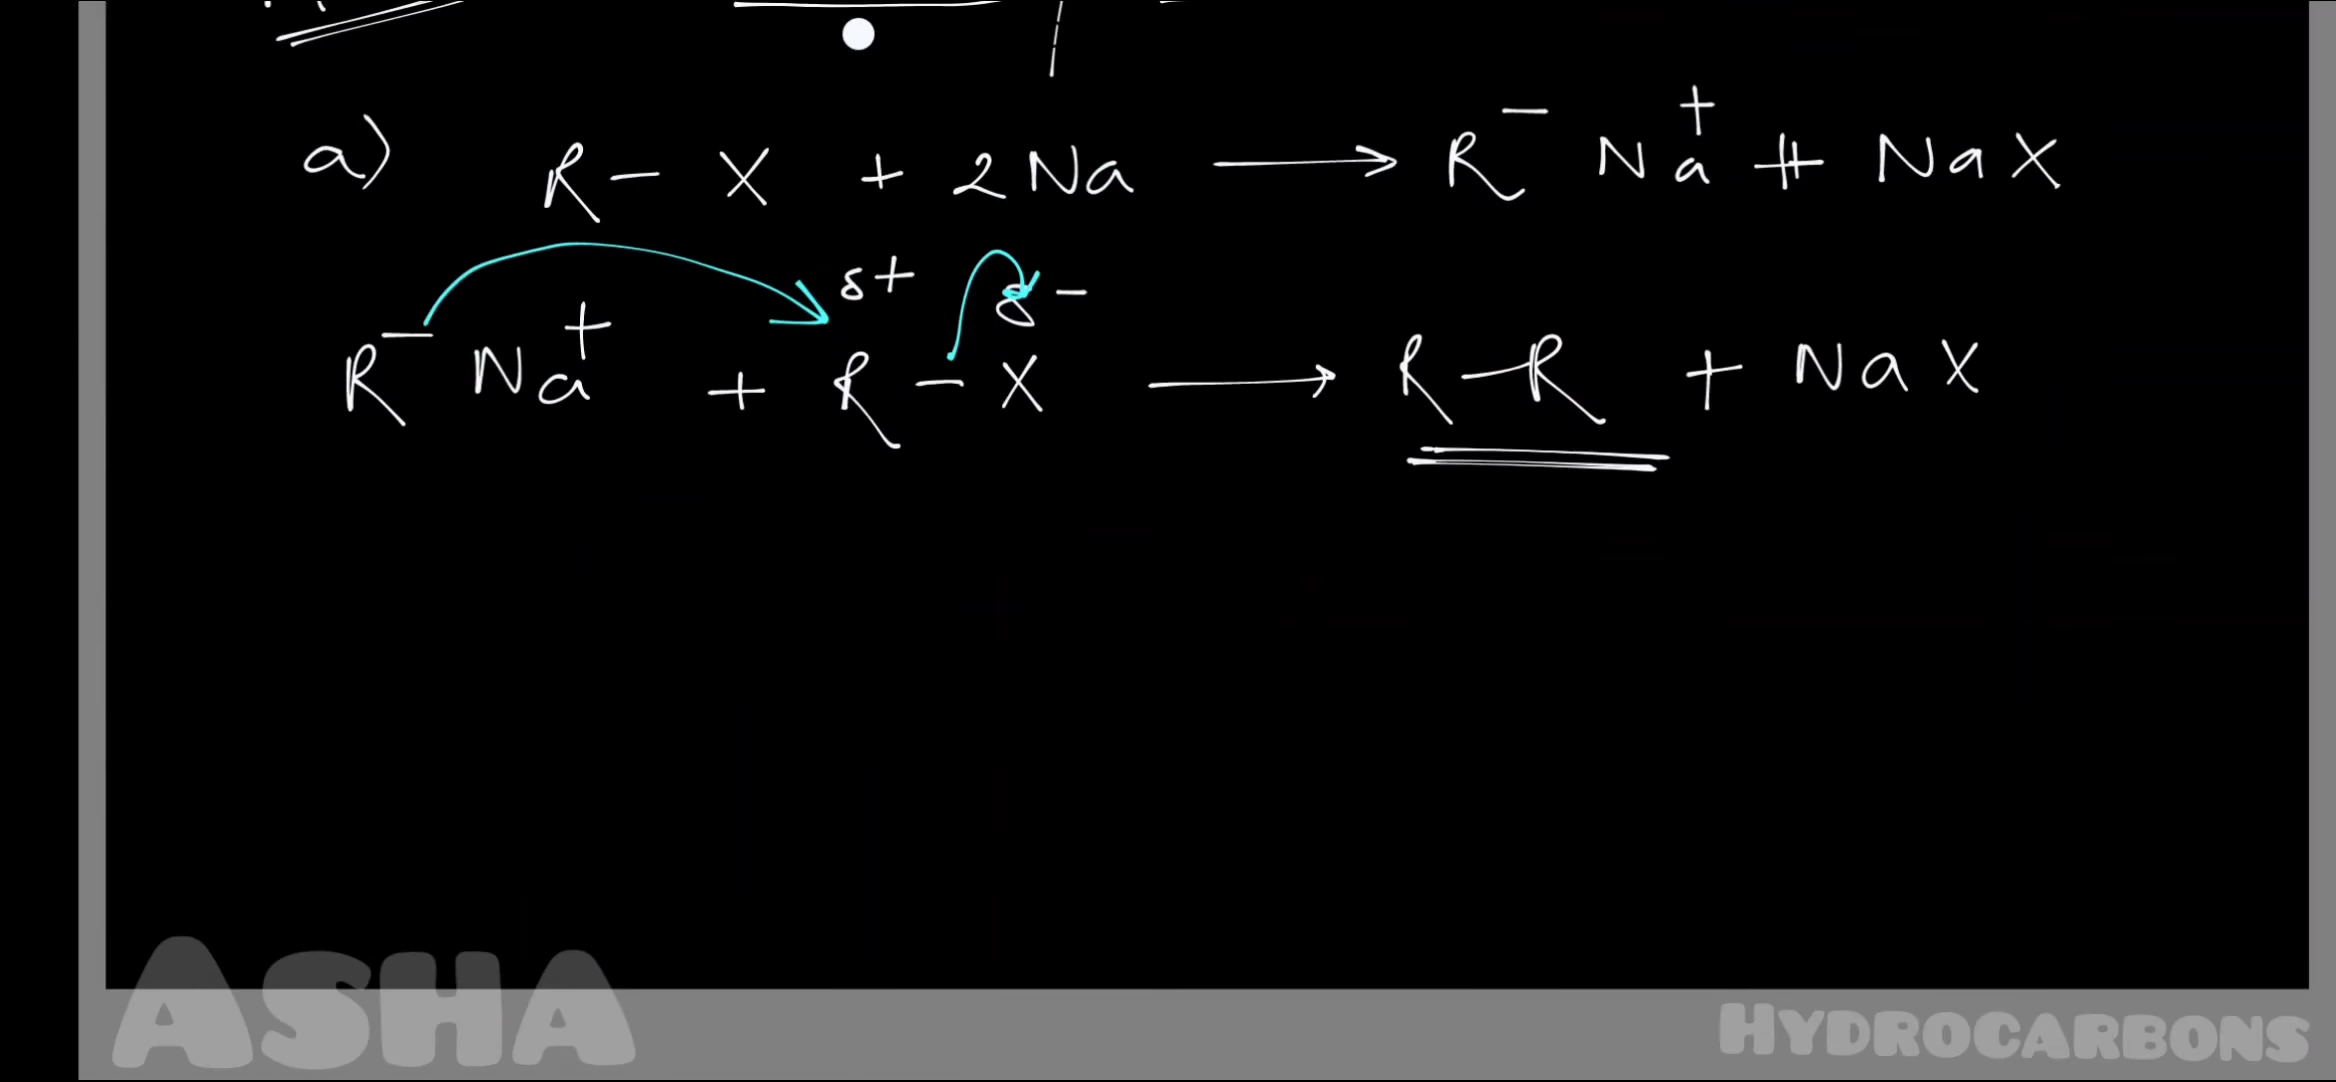 a) R - X + 2Na ⟶ R⁻ Na⁺ + NaX
R⁻ Na⁺ + R^δ+ - X^δ- ⟶ R-R + NaX
ASHA
HYDROCARBONS